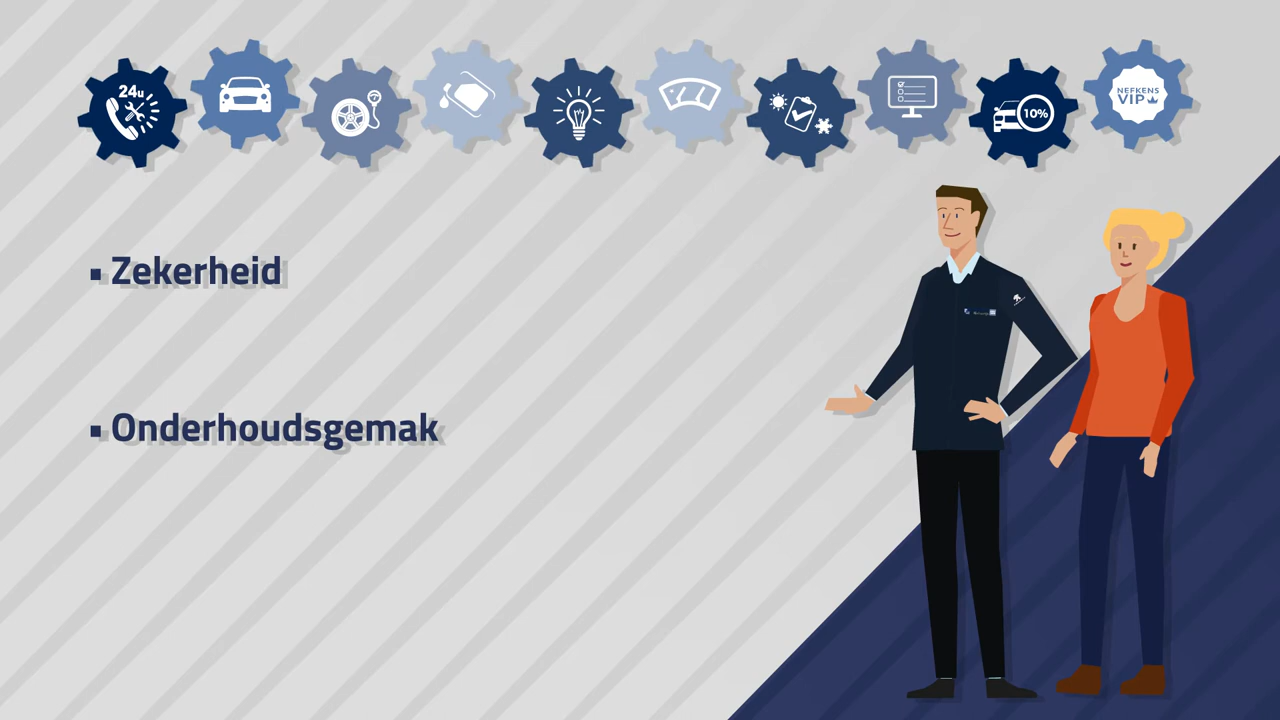 24u
10%
NEFKENS
VIP
▪ Zekerheid
▪ Onderhoudsgemak